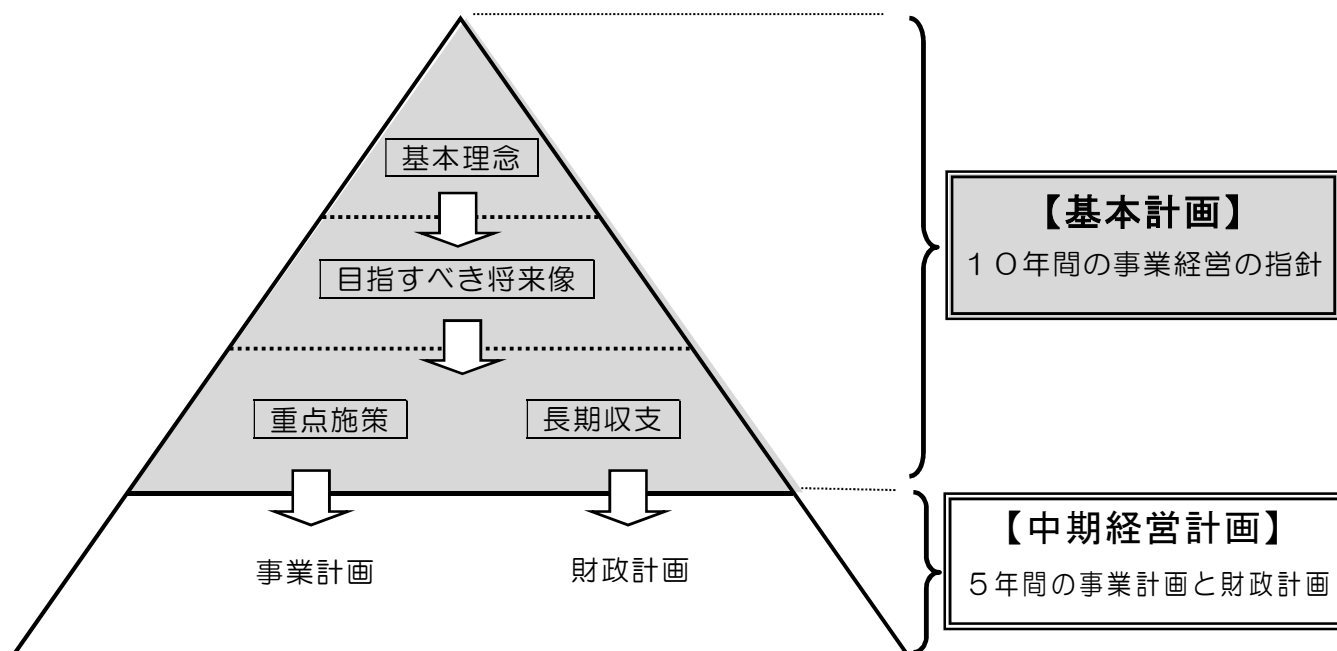 基本理念
目指すべき将来像
重点施策
長期収支
事業計画
財政計画
【基本計画】
１０年間の事業経営の指針
【中期経営計画】
５年間の事業計画と財政計画